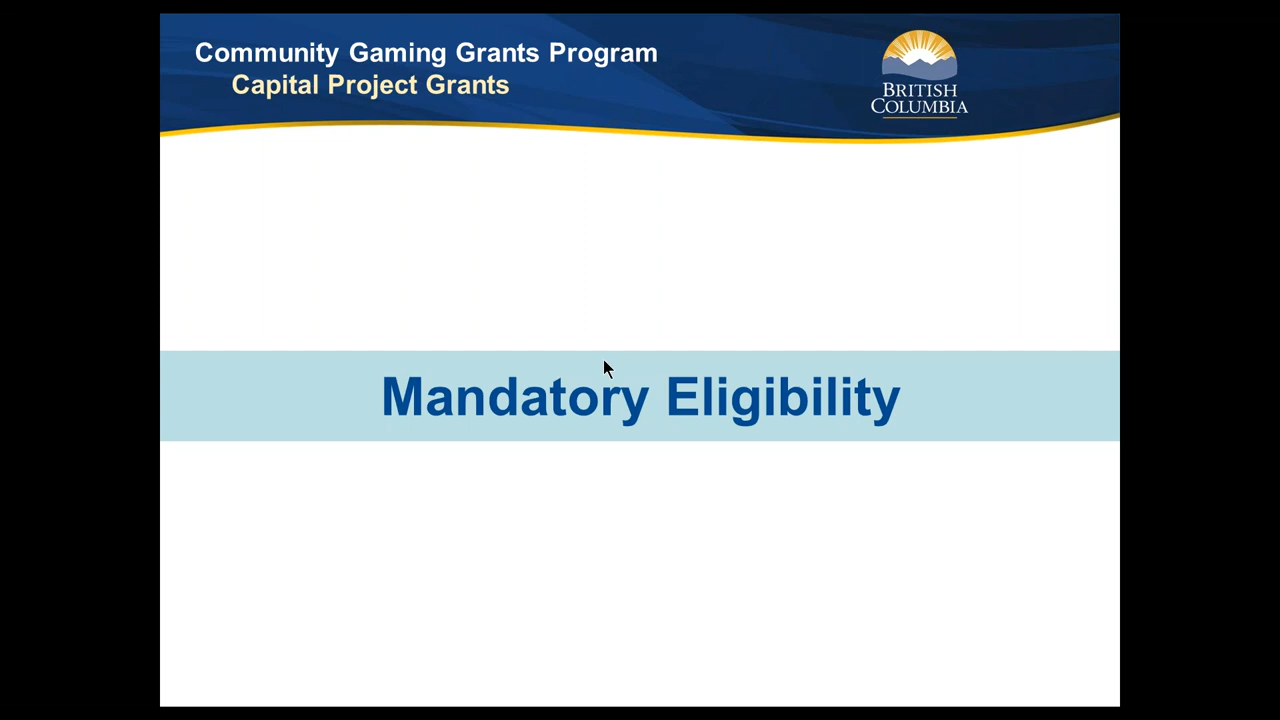 Community Gaming Grants Program
Capital Project Grants
BRITISH
COLUMBIA
Mandatory Eligibility